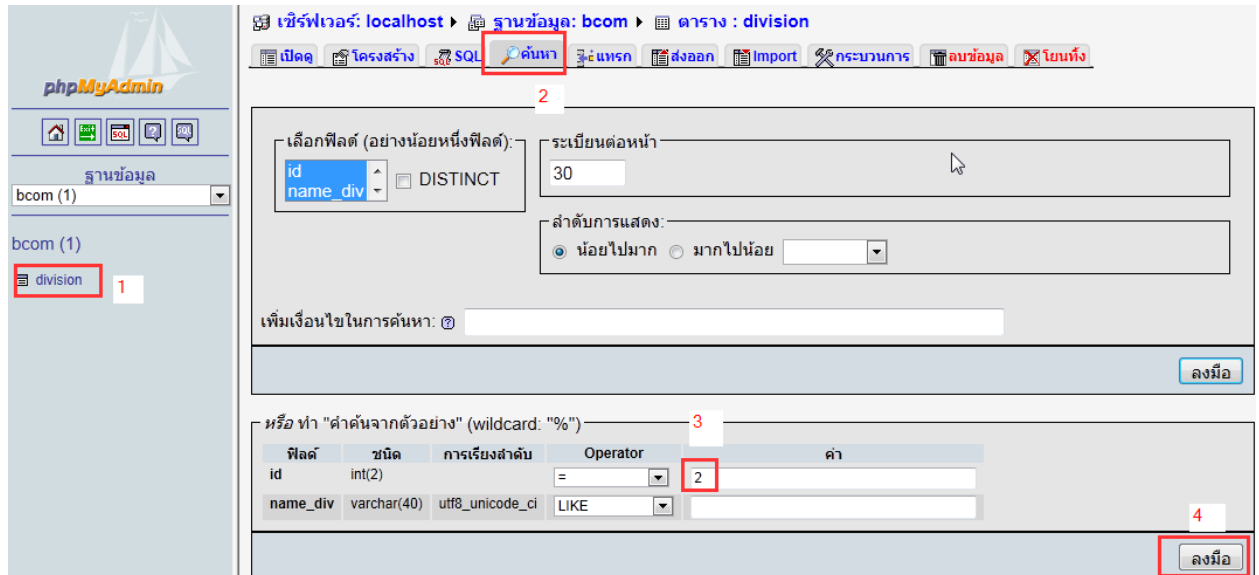 เซิร์ฟเวอร์: localhost ฐานข้อมูล: bcom ตาราง : division
เปิดดู โครงสร้าง SQL ค้นหา แทรก ส่งออก Import กระบวนการ ลบข้อมูล โยนทิ้ง
2
phpMyAdmin
Exit SQL ? SQL
ฐานข้อมูล
bcom (1)
bcom (1)
division
1
เลือกฟิลด์ (อย่างน้อยหนึ่งฟิลด์):
id
name_div
DISTINCT
ระเบียนต่อหน้า
30
ลำดับการแสดง:
น้อยไปมาก มากไปน้อย
เพิ่มเงื่อนไขในการค้นหา:
ลงมือ
หรือ ทำ "คำค้นจากตัวอย่าง" (wildcard: "%")
3
ฟิลด์ ชนิด การเรียงลำดับ Operator ค่า
id int(2) = 2
name_div varchar(40) utf8_unicode_ci LIKE
4
ลงมือ